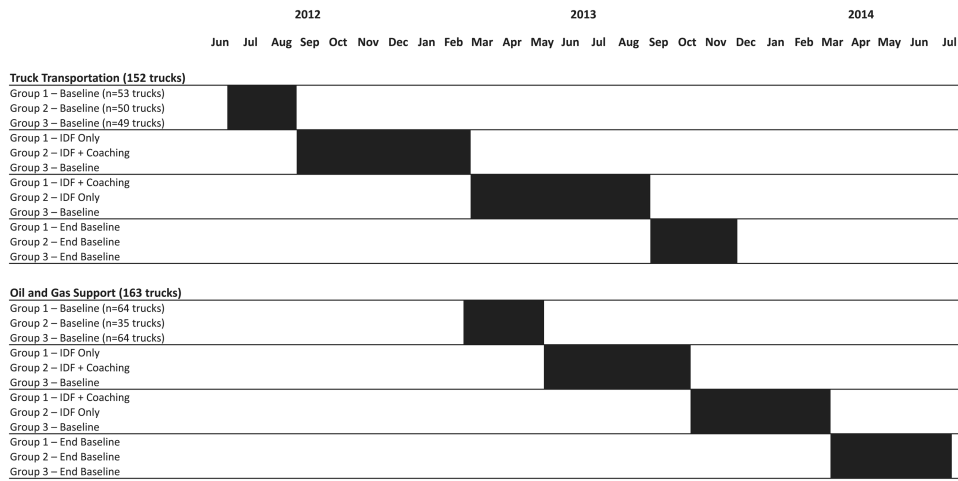 2012 2013 2014
Jun Jul Aug Sep Oct Nov Dec Jan Feb Mar Apr May Jun Jul Aug Sep Oct Nov Dec Jan Feb Mar Apr May Jun Jul
Truck Transportation (152 trucks)
Group 1 – Baseline (n=53 trucks)
Group 2 – Baseline (n=50 trucks)
Group 3 – Baseline (n=49 trucks)
Group 1 – IDF Only
Group 2 – IDF + Coaching
Group 3 – Baseline
Group 1 – IDF + Coaching
Group 2 – IDF Only
Group 3 – Baseline
Group 1 – End Baseline
Group 2 – End Baseline
Group 3 – End Baseline
Oil and Gas Support (163 trucks)
Group 1 – Baseline (n=64 trucks)
Group 2 – Baseline (n=35 trucks)
Group 3 – Baseline (n=64 trucks)
Group 1 – IDF Only
Group 2 – IDF + Coaching
Group 3 – Baseline
Group 1 – IDF + Coaching
Group 2 – IDF Only
Group 3 – Baseline
Group 1 – End Baseline
Group 2 – End Baseline
Group 3 – End Baseline